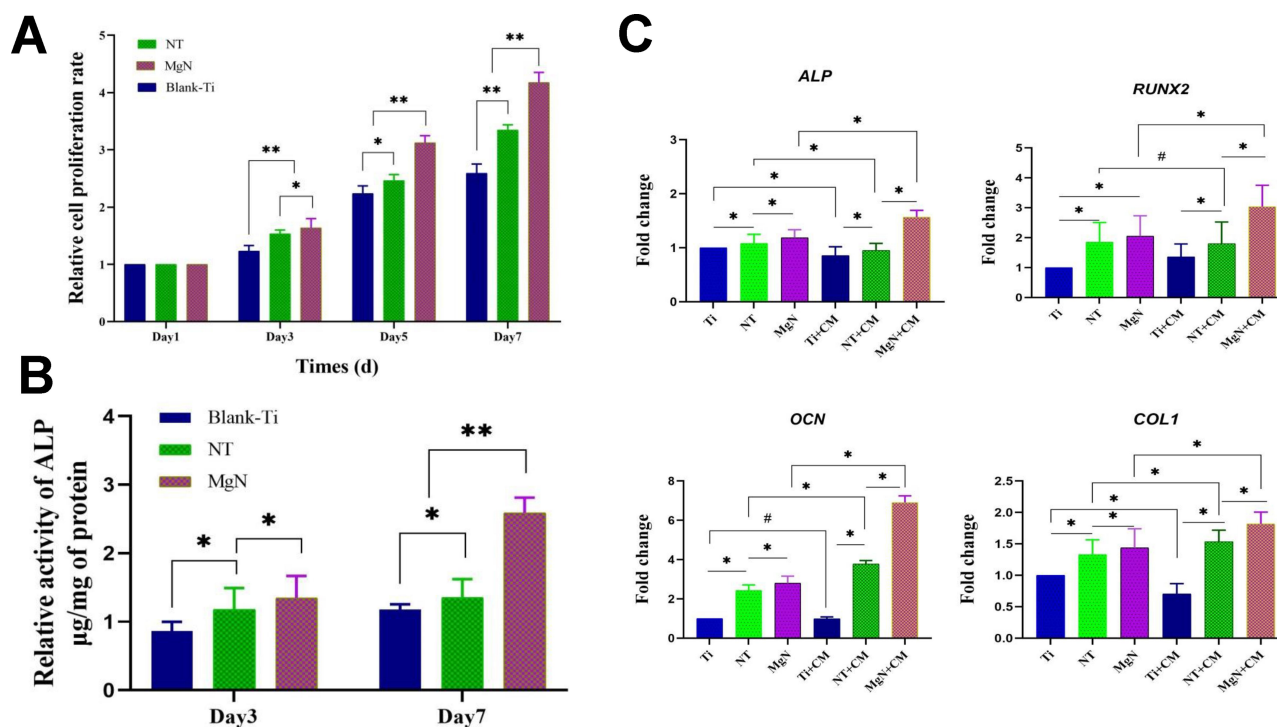 A
Relative cell proliferation rate
5
4
3
2
1
0
NT
MgN
Blank-Ti
**
*
*
**
**
**
Day1
Day3
Day5
Day7
Times (d)
B
Relative activity of ALP
µg/mg of protein
4
3
2
1
0
Blank-Ti
NT
MgN
*
*
*
**
Day3
Day7
C
ALP
Fold change
3
2
1
0
*
*
*
*
*
*
*
Ti
NT
MgN
Ti+CM
NT+CM
MgN+CM
RUNX2
Fold change
5
4
3
2
1
0
*
#
*
*
*
*
Ti
NT
MgN
Ti+CM
NT+CM
MgN+CM
OCN
Fold change
8
6
4
2
0
*
*
#
*
*
*
*
Ti
NT
MgN
Ti+CM
NT+CM
MgN+CM
COL1
Fold change
2.5
2.0
1.5
1.0
0.5
0.0
*
*
*
*
*
*
*
Ti
NT
MgN
Ti+CM
NT+CM
MgN+CM